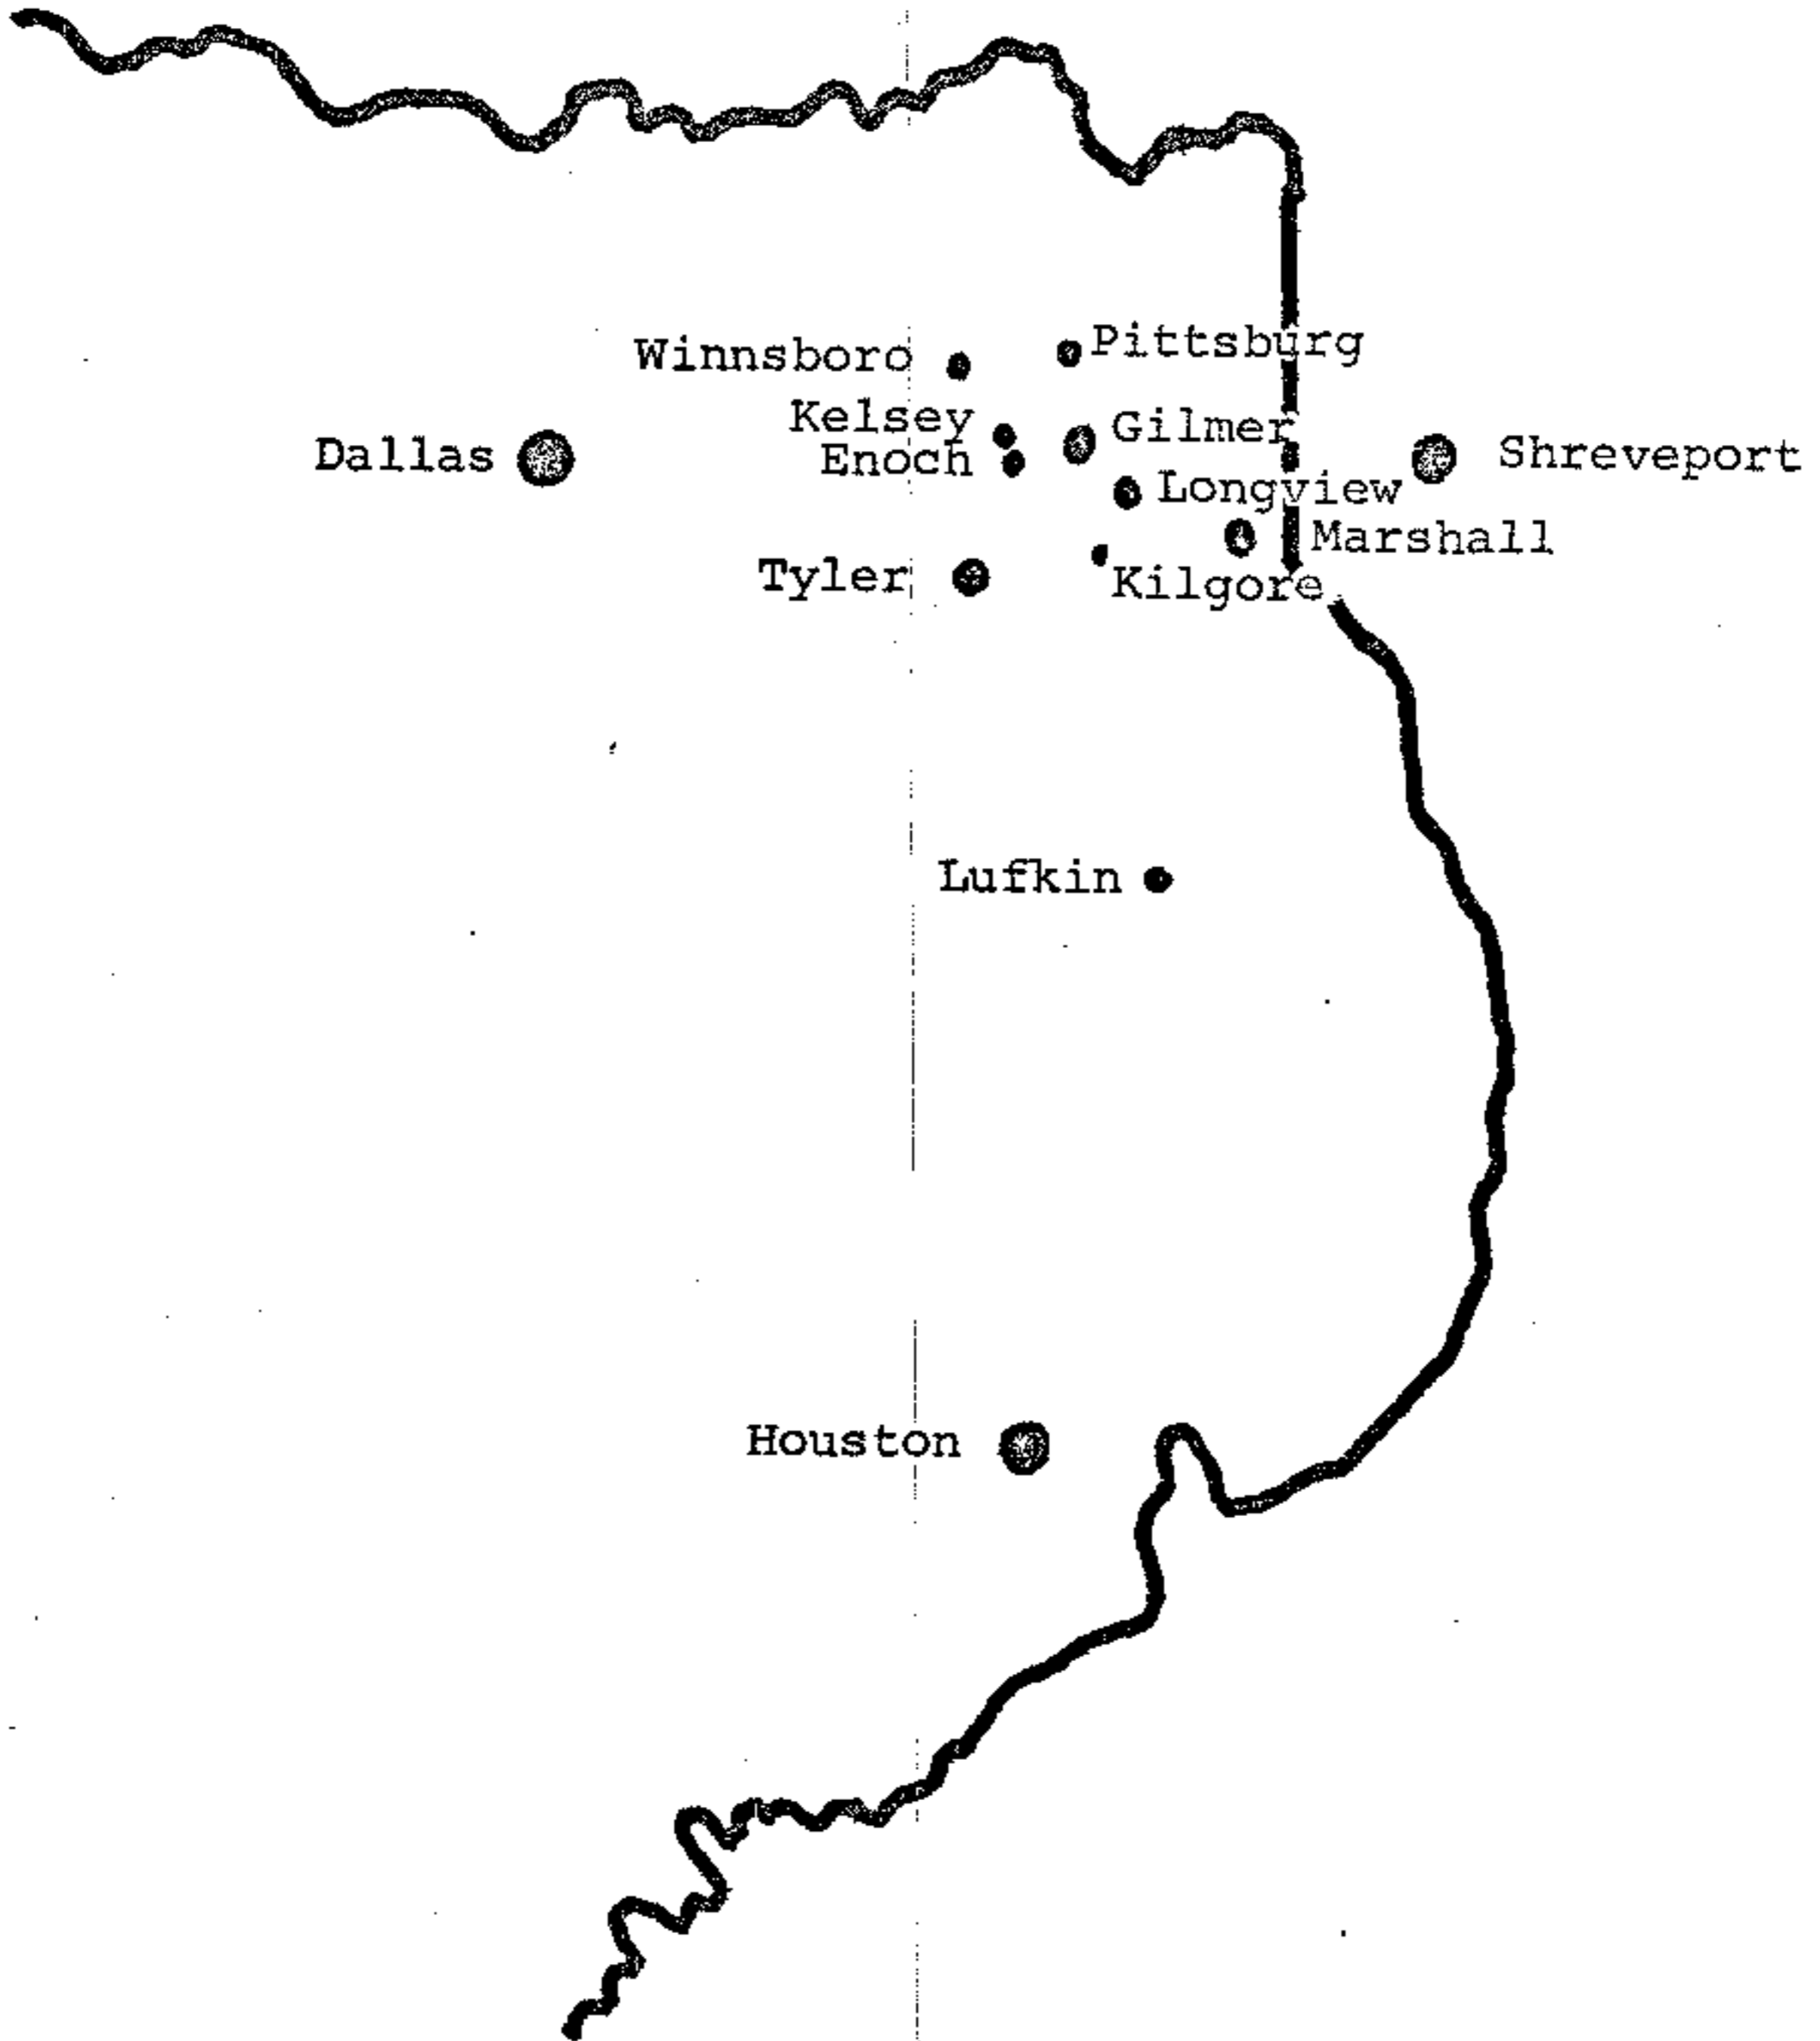 Winnsboro
Pittsburg
Kelsey
Gilmer
Dallas
Enoch
Shreveport
Longview
Marshall
Tyler
Kilgore
Lufkin
Houston